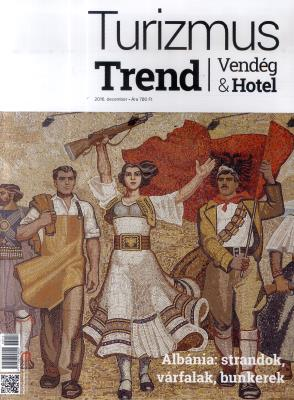 Turizmus
Trend
Vendég
& Hotel
2016. december • Ára 780 Ft
Albánia: strandok,
várfalak, bunkerek